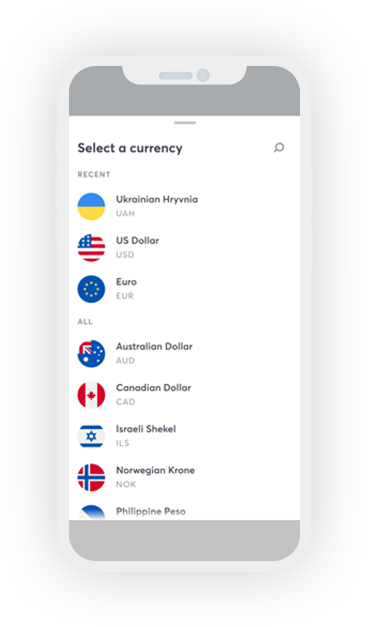 Select a currency
RECENT
Ukrainian Hryvnia
UAH
US Dollar
USD
Euro
EUR
ALL
Australian Dollar
AUD
Canadian Dollar
CAD
Israeli Shekel
ILS
Norwegian Krone
NOK
Philippine Peso